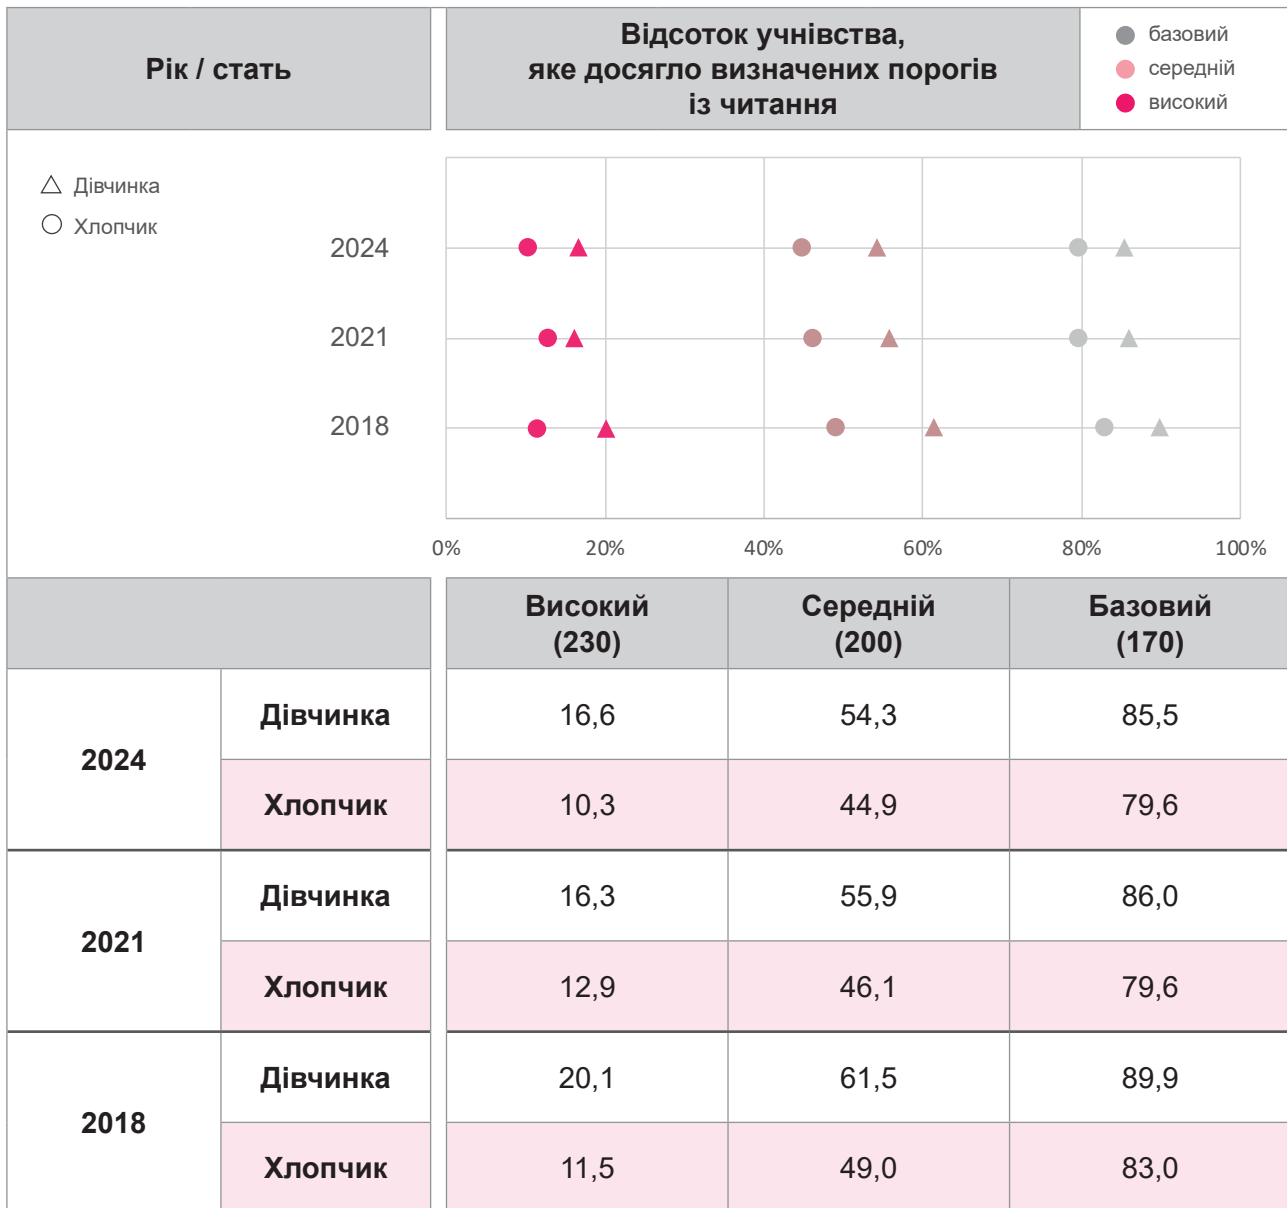 Рік / стать
Відсоток учнівства,
яке досягло визначених порогів
із читання
базовий
середній
високий
Дівчинка
Хлопчик
2024
2021
2018
0%
20%
40%
60%
80%
100%
Високий
(230)
Середній
(200)
Базовий
(170)
2024
Дівчинка
16,6
54,3
85,5
Хлопчик
10,3
44,9
79,6
2021
Дівчинка
16,3
55,9
86,0
Хлопчик
12,9
46,1
79,6
2018
Дівчинка
20,1
61,5
89,9
Хлопчик
11,5
49,0
83,0